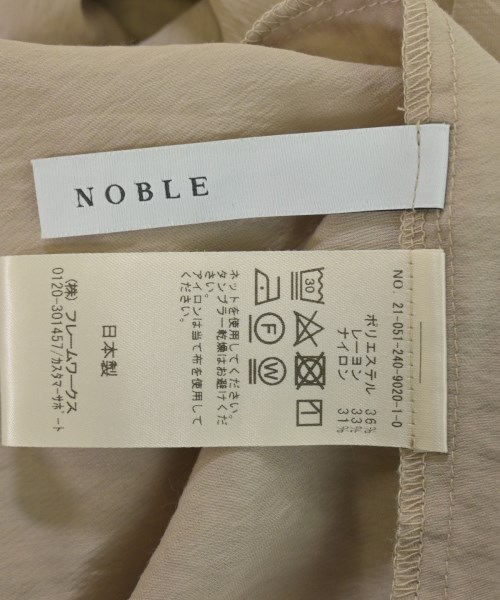 NOBLE
NO. 21-051-240-9020-1-0
ポリエステル 36%
レーヨン 33%
ナイロン 31%
30
F
W
ネットを使用してください。
タンブラー乾燥はお避けくだ
さい。
アイロンは当て布を使用して
ください。
日本製
(株) フレームワークス
0120-301457/カスタマーサポート